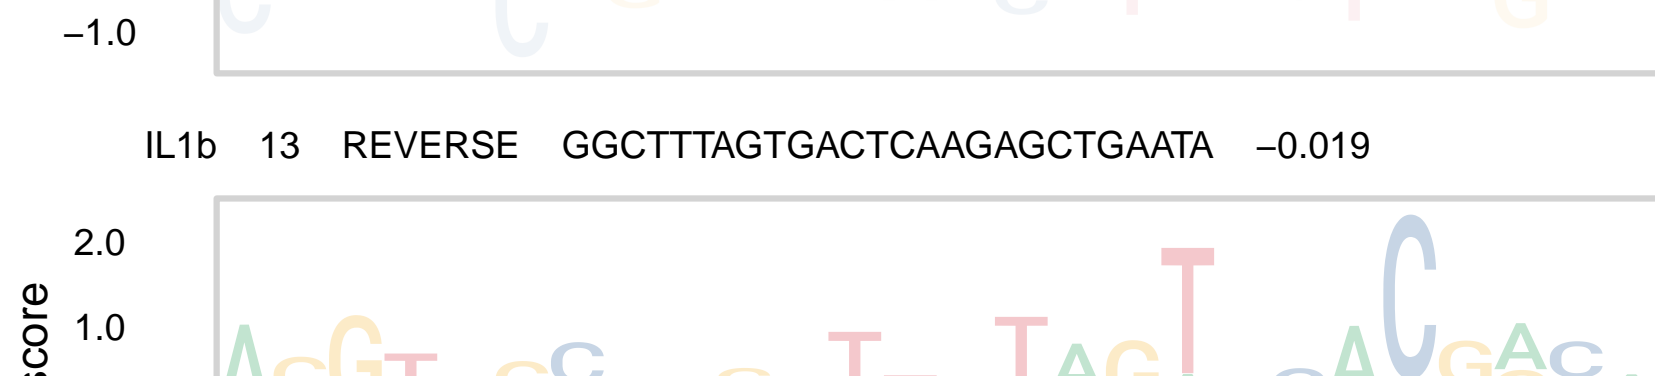 –1.0
IL1b 13 REVERSE GGCTTTAGTGACTCAAGAGCTGAATA –0.019
2.0
1.0
score